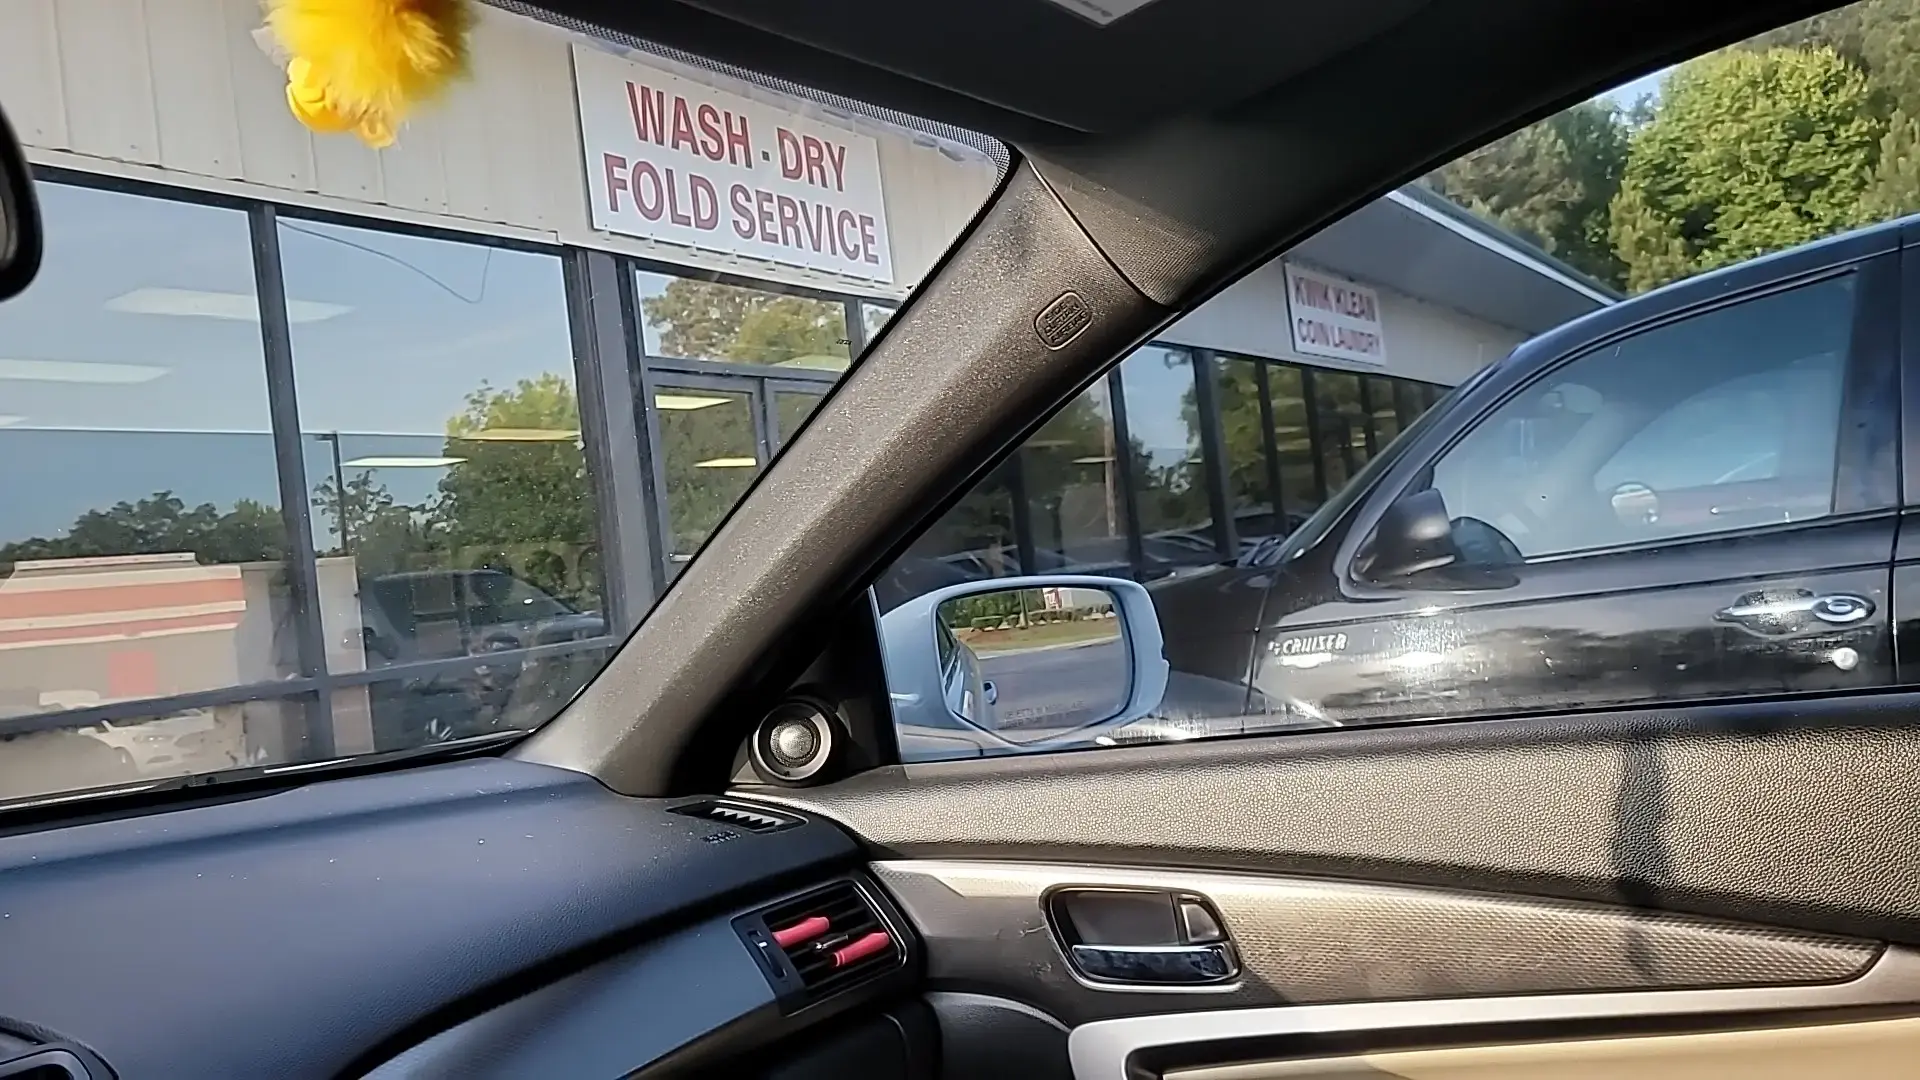 WASH-DRY
FOLD SERVICE
KWIK KLEAN
COIN LAUNDRY
CRUISER